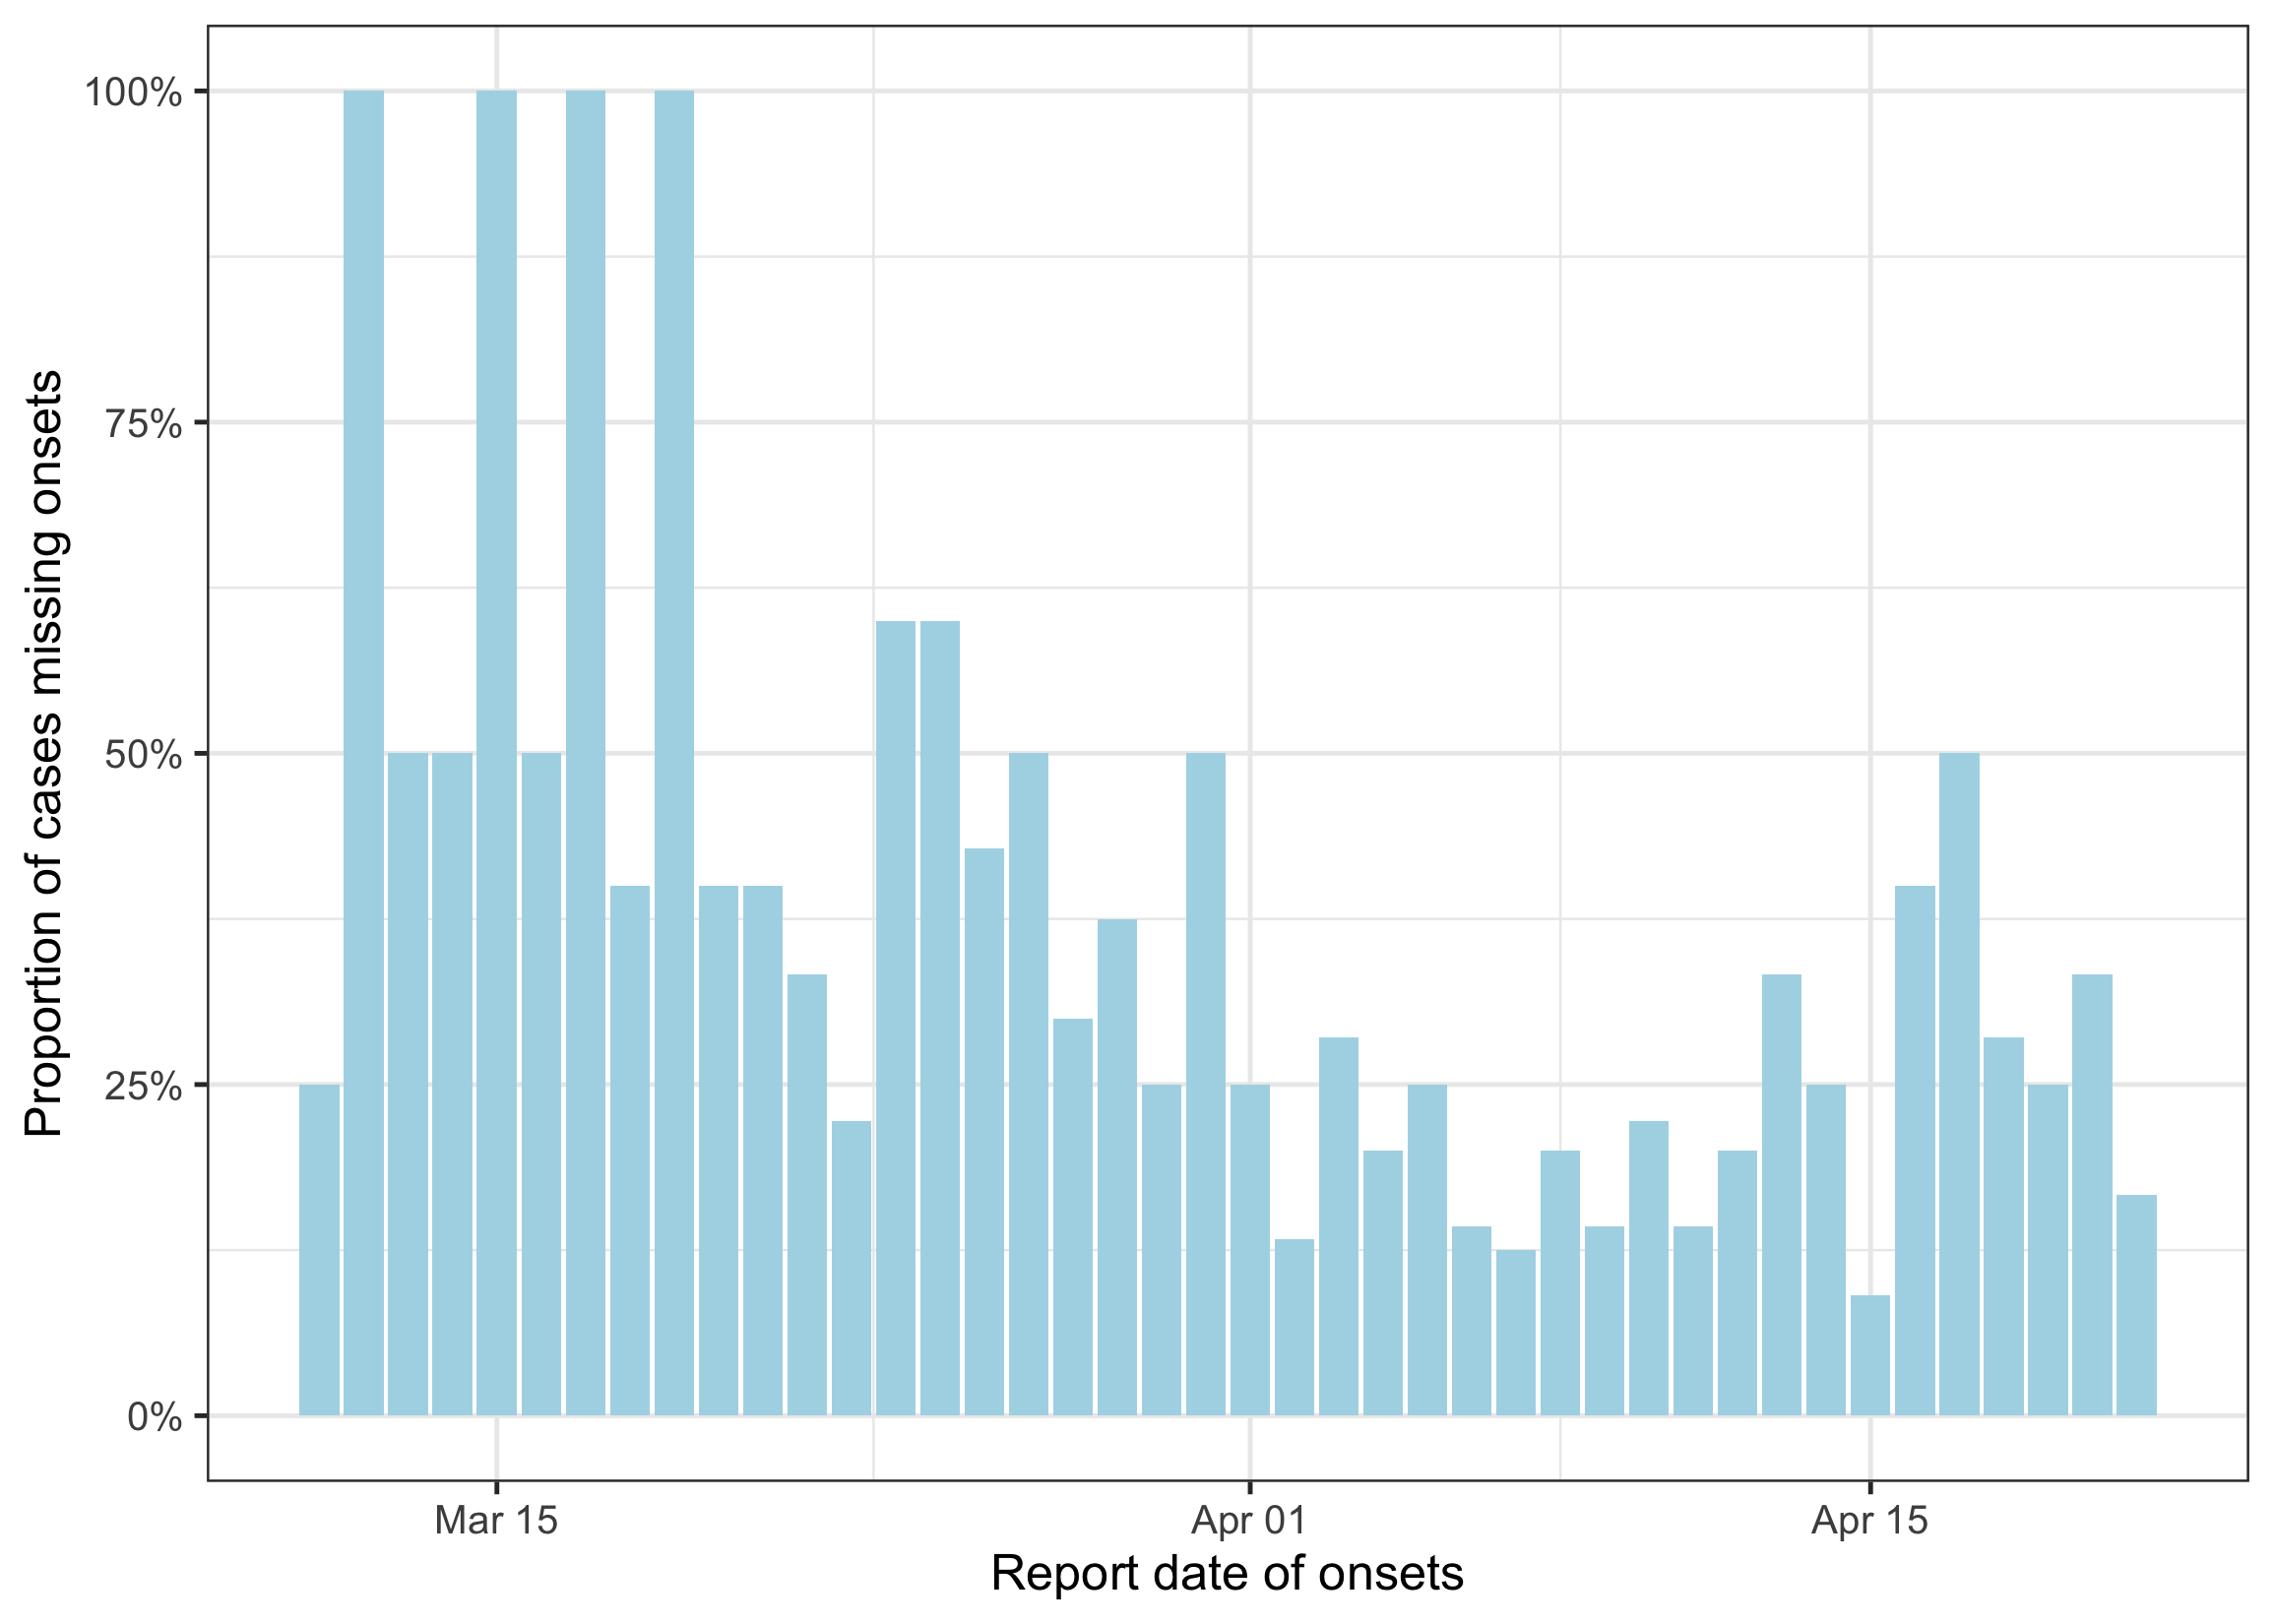 Proportion of cases missing onsets
100%
75%
50%
25%
0%
Mar 15
Apr 01
Apr 15
Report date of onsets